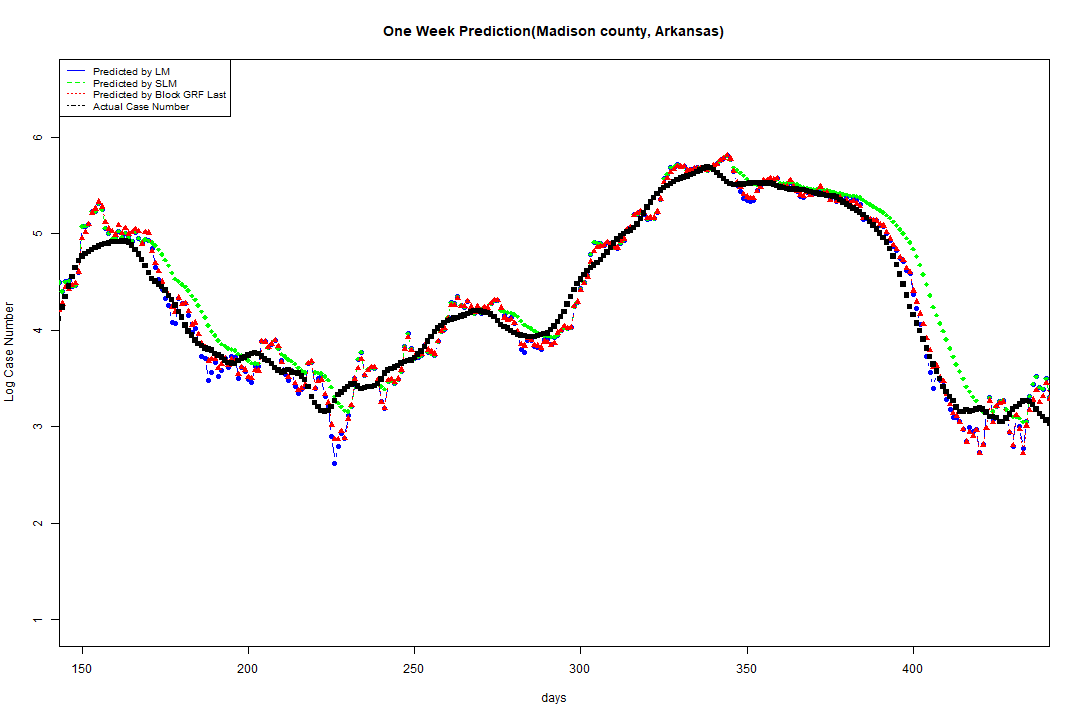 One Week Prediction(Madison county, Arkansas)
Predicted by LM
Predicted by SLM
Predicted by Block GRF Last
Actual Case Number
6
5
4
3
2
1
Log Case Number
150 200 250 300 350 400
days